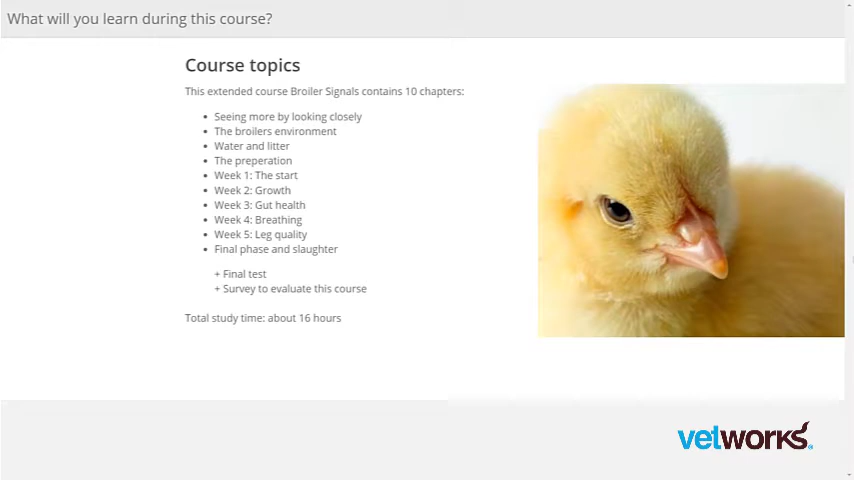 What will you learn during this course?
Course topics
This extended course Broiler Signals contains 10 chapters:
• Seeing more by looking closely
• The broilers environment
• Water and litter
• The preperation
• Week 1: The start
• Week 2: Growth
• Week 3: Gut health
• Week 4: Breathing
• Week 5: Leg quality
• Final phase and slaughter
+ Final test
+ Survey to evaluate this course
Total study time: about 16 hours
vetworks